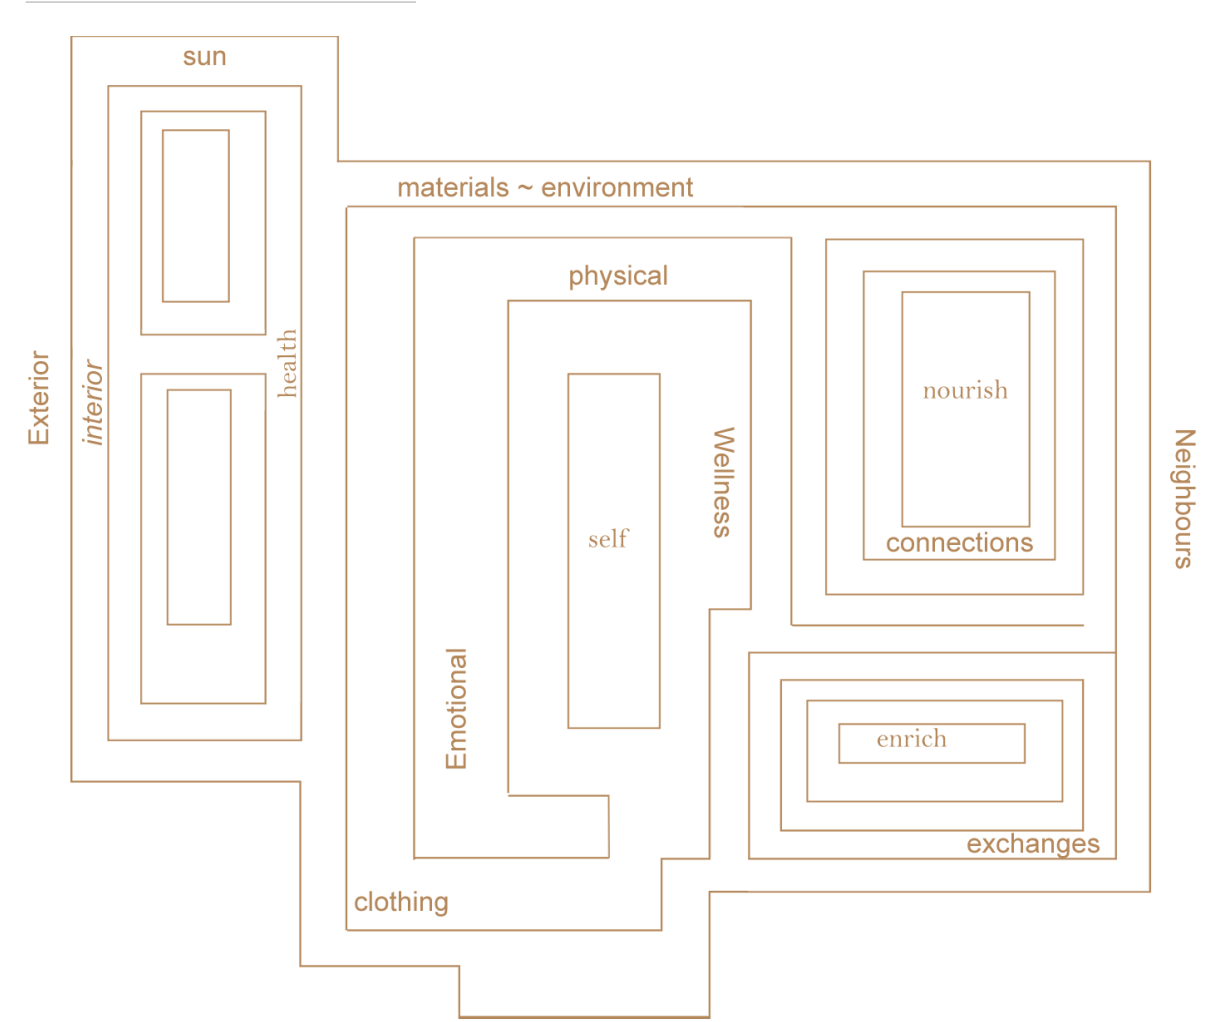 sun
materials ~ environment
physical
Exterior
interior
health
nourish
Wellness
Neighbours
self
connections
Emotional
enrich
exchanges
clothing